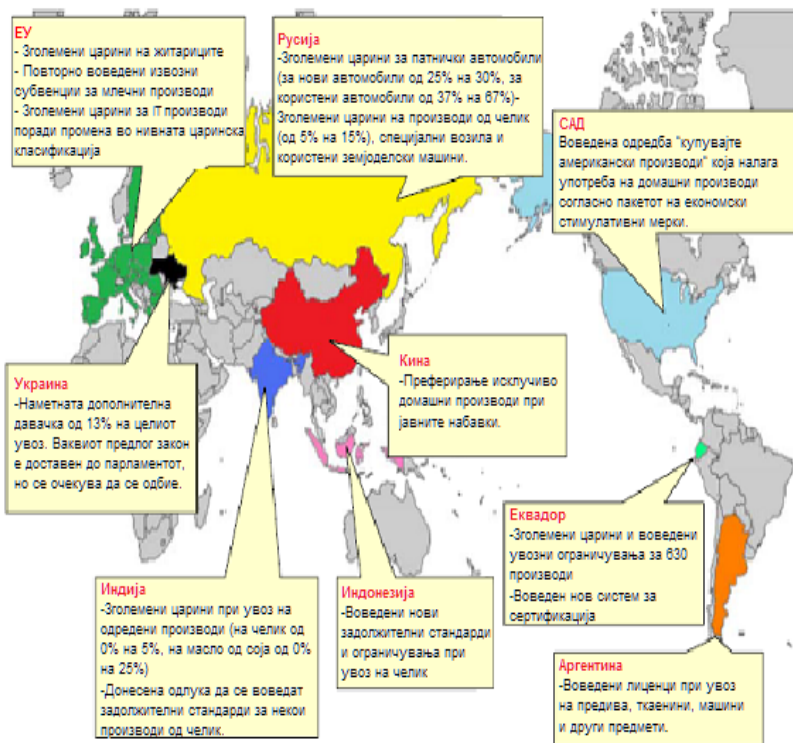 ЕУ
- Зголемени царини на житариците
- Повторно воведени извозни
субвенции за млечни производи
- Зголемени царини за IT производи
поради промена во нивната царинска
класификација
Русија
-Зголемени царини за патнички автомобили
(за нови автомобили од 25% на 30%, за
користени автомобили од 37% на 67%)-
Зголемени царини на производи од челик
(од 5% на 15%), специјални возила и
користени земјоделски машини.
САД
Воведена одредба "купувајте
американски производи" која налага
употреба на домашни производи
согласно пакетот на економски
стимулативни мерки.
Украина
-Наметната дополнителна
давачка од 13% на целиот
увоз. Ваквиот предлог закон
е доставен до парламентот,
но се очекува да се одбие.
Кина
-Преферирање исклучиво
домашни производи при
јавните набавки.
Еквадор
-Зголемени царини и воведени
увозни ограничувања за 630
производи
-Воведен нов систем за
сертификација
Индија
-Зголемени царини при увоз на
одредени производи (на челик од
0% на 5%, на масло од соја од 0%
на 25%)
-Донесена одлука да се воведат
задолжителни стандарди за некои
производи од челик.
Индонезија
-Воведени нови
задолжителни стандарди
и ограничувања при
увоз на челик
Аргентина
-Воведени лиценци при увоз
на предива, ткаенини, машини
и други предмети.